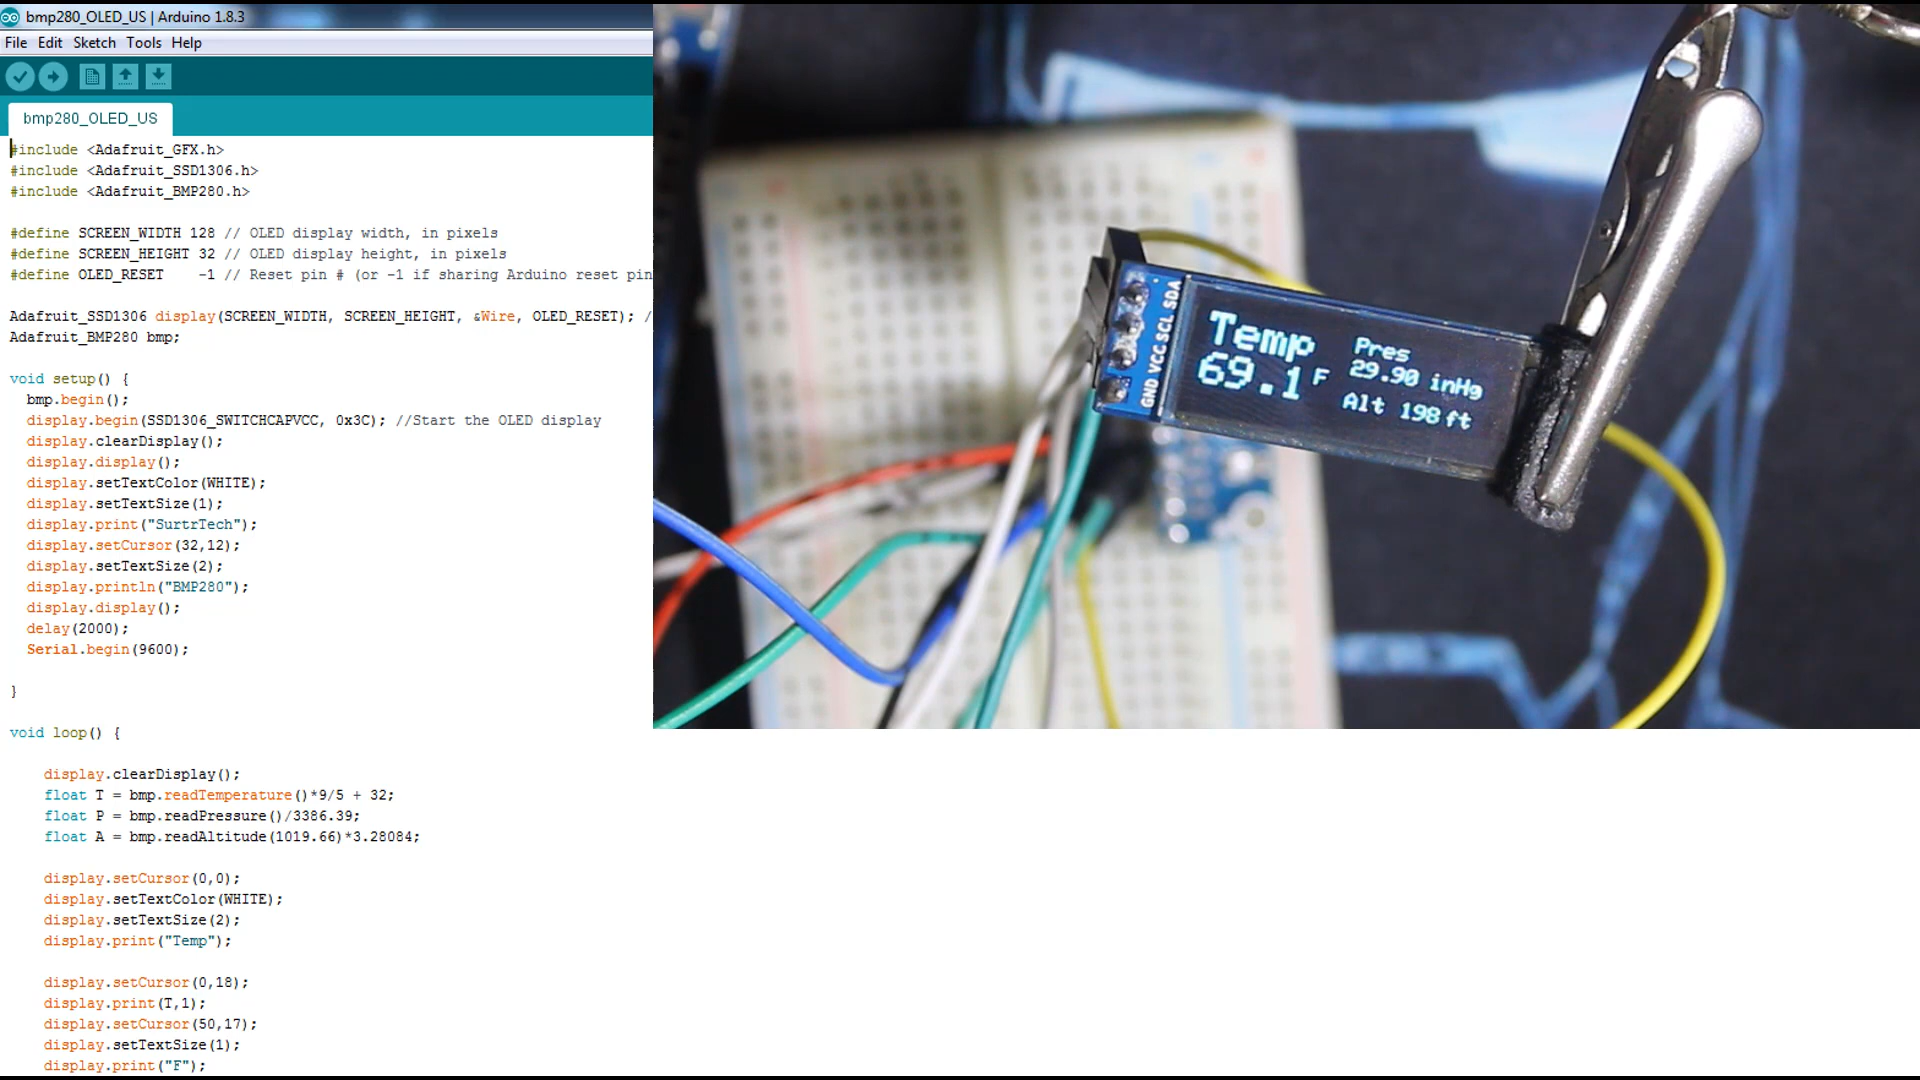 bmp280_OLED_US | Arduino 1.8.3
File Edit Sketch Tools Help
bmp280_OLED_US
#include <Adafruit_GFX.h>
#include <Adafruit_SSD1306.h>
#include <Adafruit_BMP280.h>
#define SCREEN_WIDTH 128 // OLED display width, in pixels
#define SCREEN_HEIGHT 32 // OLED display height, in pixels
#define OLED_RESET    -1 // Reset pin # (or -1 if sharing Arduino reset pin
Adafruit_SSD1306 display(SCREEN_WIDTH, SCREEN_HEIGHT, &Wire, OLED_RESET); /
Adafruit_BMP280 bmp;
void setup() {
bmp.begin();
display.begin(SSD1306_SWITCHCAPVCC, 0x3C); //Start the OLED display
display.clearDisplay();
display.display();
display.setTextColor(WHITE);
display.setTextSize(1);
display.print("SurtrTech");
display.setCursor(32,12);
display.setTextSize(2);
display.println("BMP280");
display.display();
delay(2000);
Serial.begin(9600);
}
void loop() {
display.clearDisplay();
float T = bmp.readTemperature()*9/5 + 32;
float P = bmp.readPressure()/3386.39;
float A = bmp.readAltitude(1019.66)*3.28084;
display.setCursor(0,0);
display.setTextColor(WHITE);
display.setTextSize(2);
display.print("Temp");
display.setCursor(0,18);
display.print(T,1);
display.setCursor(50,17);
display.setTextSize(1);
display.print("F");
GND VCC SCL SDA
Temp
69.1 F
Pres
29.90 inHg
Alt 198 ft